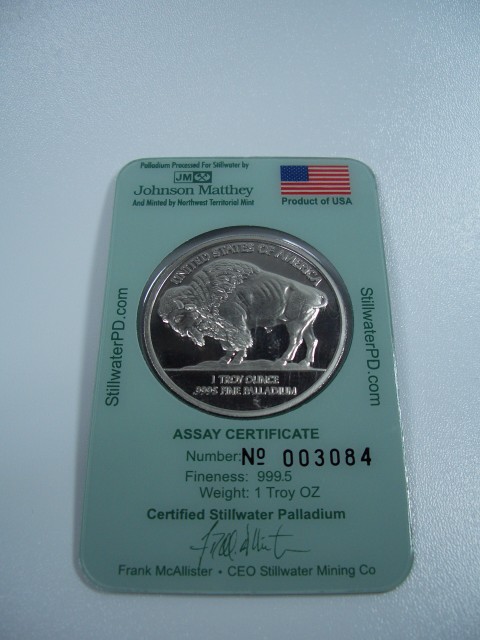 Palladium Processed For Stillwater by
JM
Johnson Matthey
And Minted by Northwest Territorial Mint
Product of USA
StillwaterPD.com
UNITED STATES OF AMERICA
1 TROY OUNCE
.9995 FINE PALLADIUM
StillwaterPD.com
ASSAY CERTIFICATE
Number: Nº 003084
Fineness: 999.5
Weight: 1 Troy OZ
Certified Stillwater Palladium
Frank McAllister • CEO Stillwater Mining Co